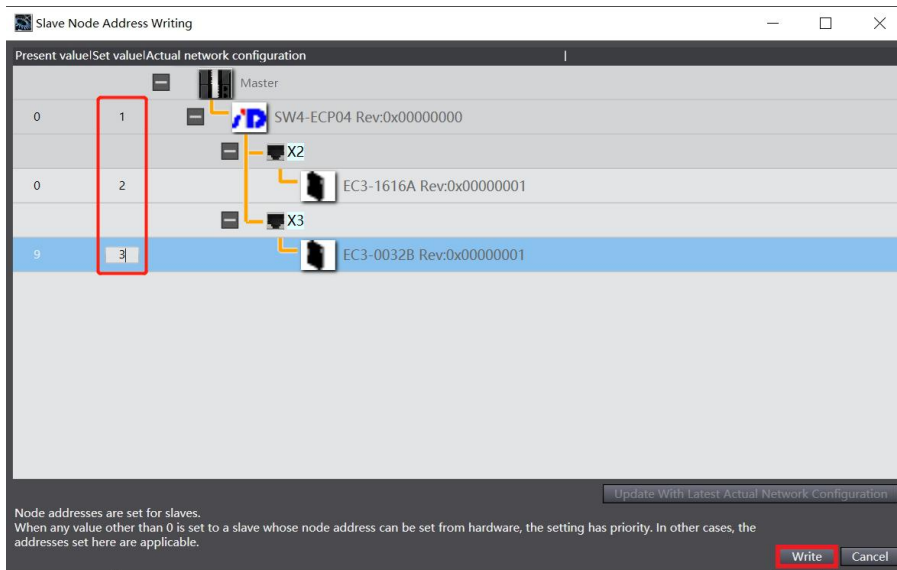 Slave Node Address Writing
Present value|Set value|Actual network configuration |
Master
0 1 SW4-ECP04 Rev:0x00000000
X2
0 2 EC3-1616A Rev:0x00000001
X3
9 3 EC3-0032B Rev:0x00000001
Update With Latest Actual Network Configuration
Node addresses are set for slaves.
When any value other than 0 is set to a slave whose node address can be set from hardware, the setting has priority. In other cases, the
addresses set here are applicable.
Write Cancel